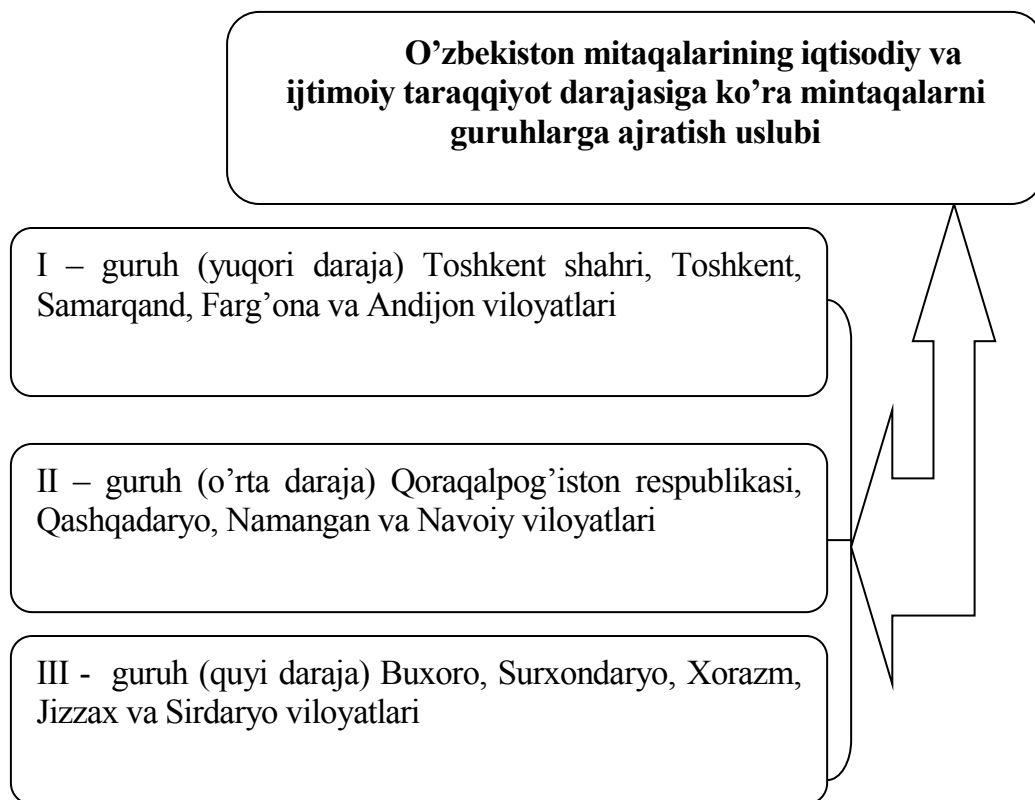 O’zbekiston mitaqalarining iqtisodiy va
ijtimoiy taraqqiyot darajasiga ko’ra mintaqalarni
guruhlarga ajratish uslubi
I – guruh (yuqori daraja) Toshkent shahri, Toshkent,
Samarqand, Farg’ona va Andijon viloyatlari
II – guruh (o’rta daraja) Qoraqalpog’iston respublikasi,
Qashqadaryo, Namangan va Navoiy viloyatlari
III - guruh (quyi daraja) Buxoro, Surxondaryo, Xorazm,
Jizzax va Sirdaryo viloyatlari